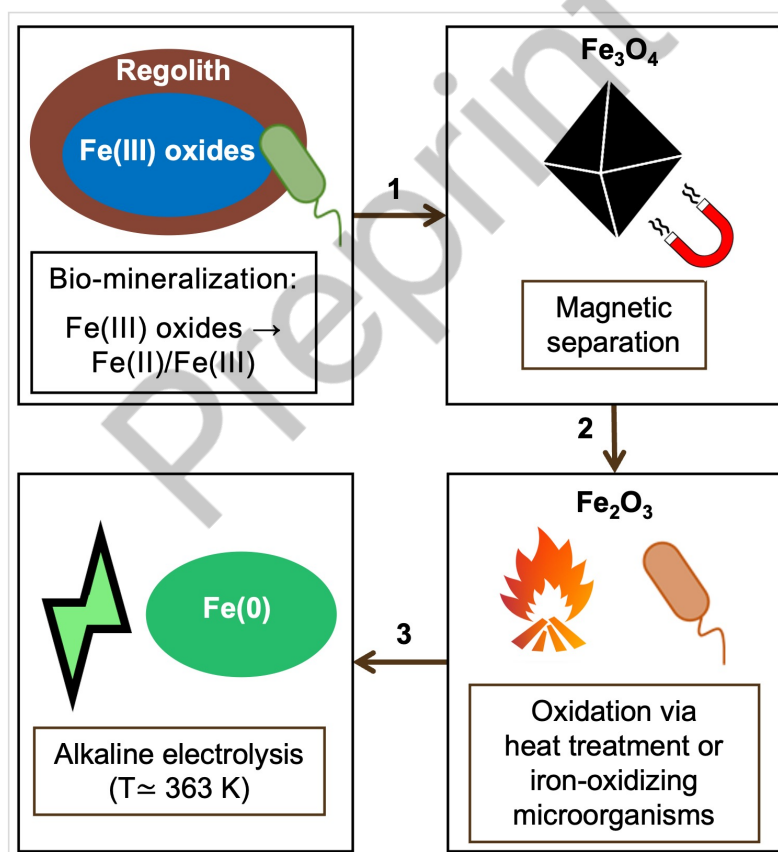 Regolith
Fe(III) oxides
Bio-mineralization:
Fe(III) oxides →
Fe(II)/Fe(III)
1
Fe₃O₄
Magnetic
separation
2
Fe₂O₃
Oxidation via
heat treatment or
iron-oxidizing
microorganisms
3
Fe(0)
Alkaline electrolysis
(T≃ 363 K)
Preprint